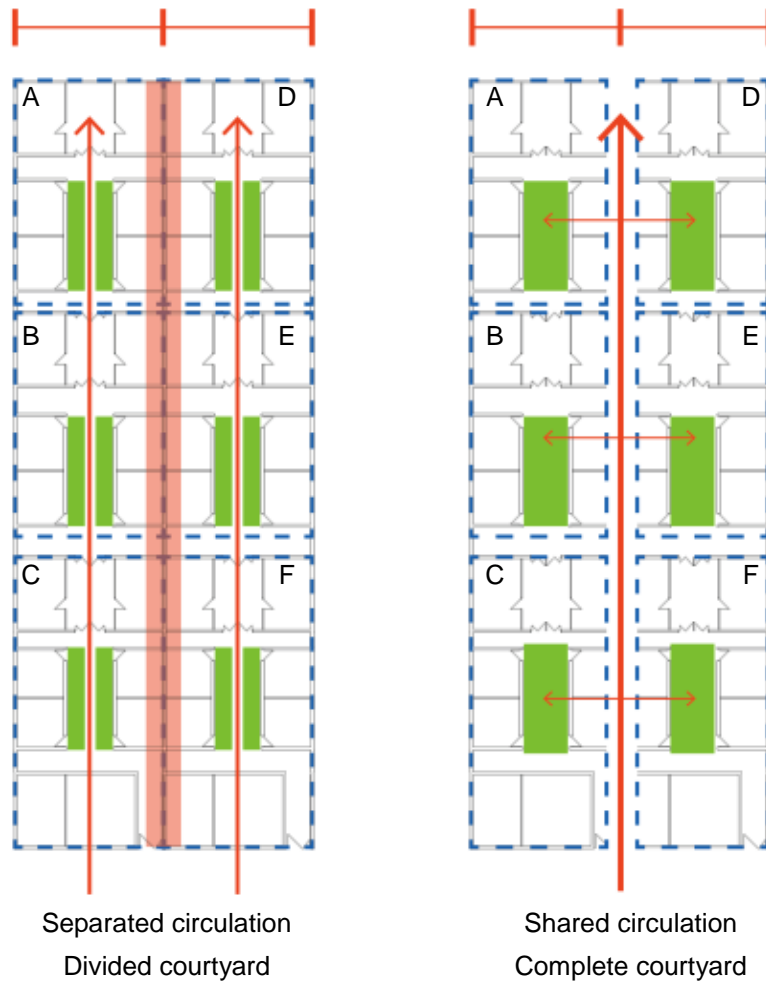 A
D
B
E
C
F
Separated circulation
Divided courtyard
A
D
B
E
C
F
Shared circulation
Complete courtyard